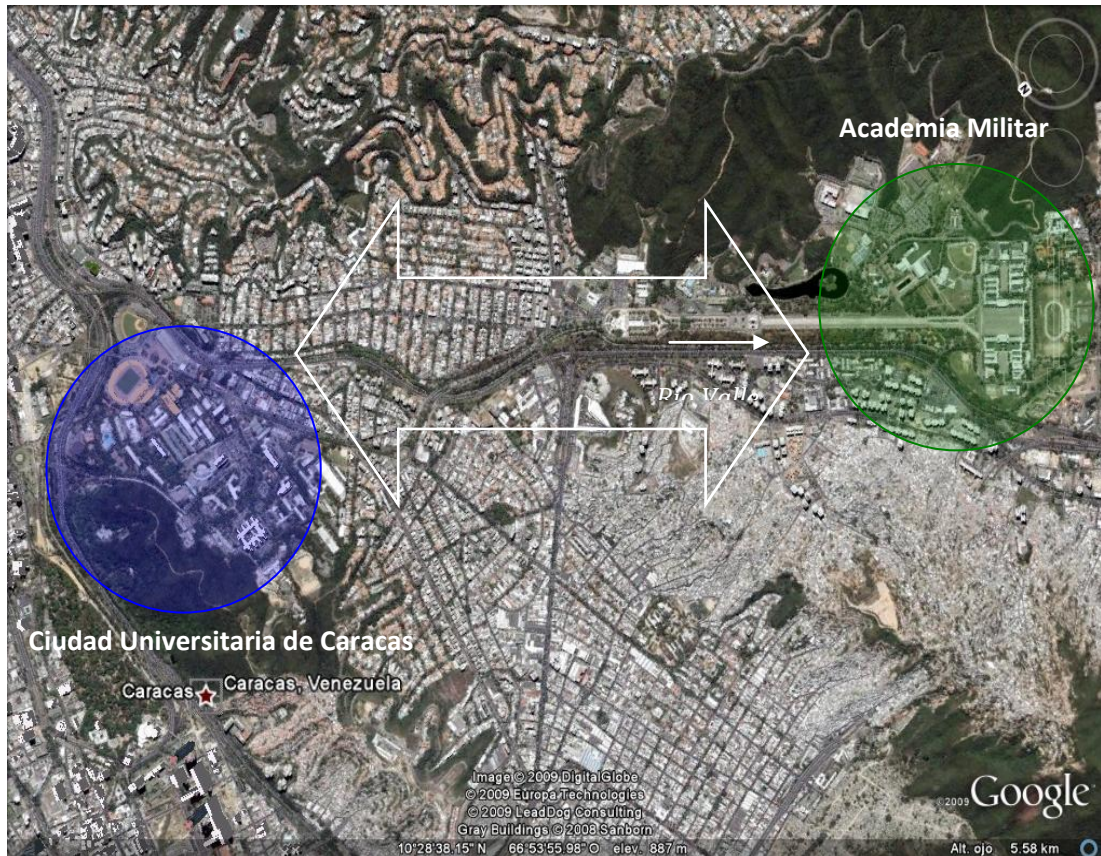 Academia Militar
Río Valle
Ciudad Universitaria de Caracas
Caracas
Caracas, Venezuela
Image © 2009 DigitalGlobe
© 2009 Europa Technologies
© 2009 LeadDog Consulting
Gray Buildings © 2008 Sanborn
©2009 Google
10°28'38.15" N 66°53'55.98" O elev. 887 m
Alt. ojo 5.58 km